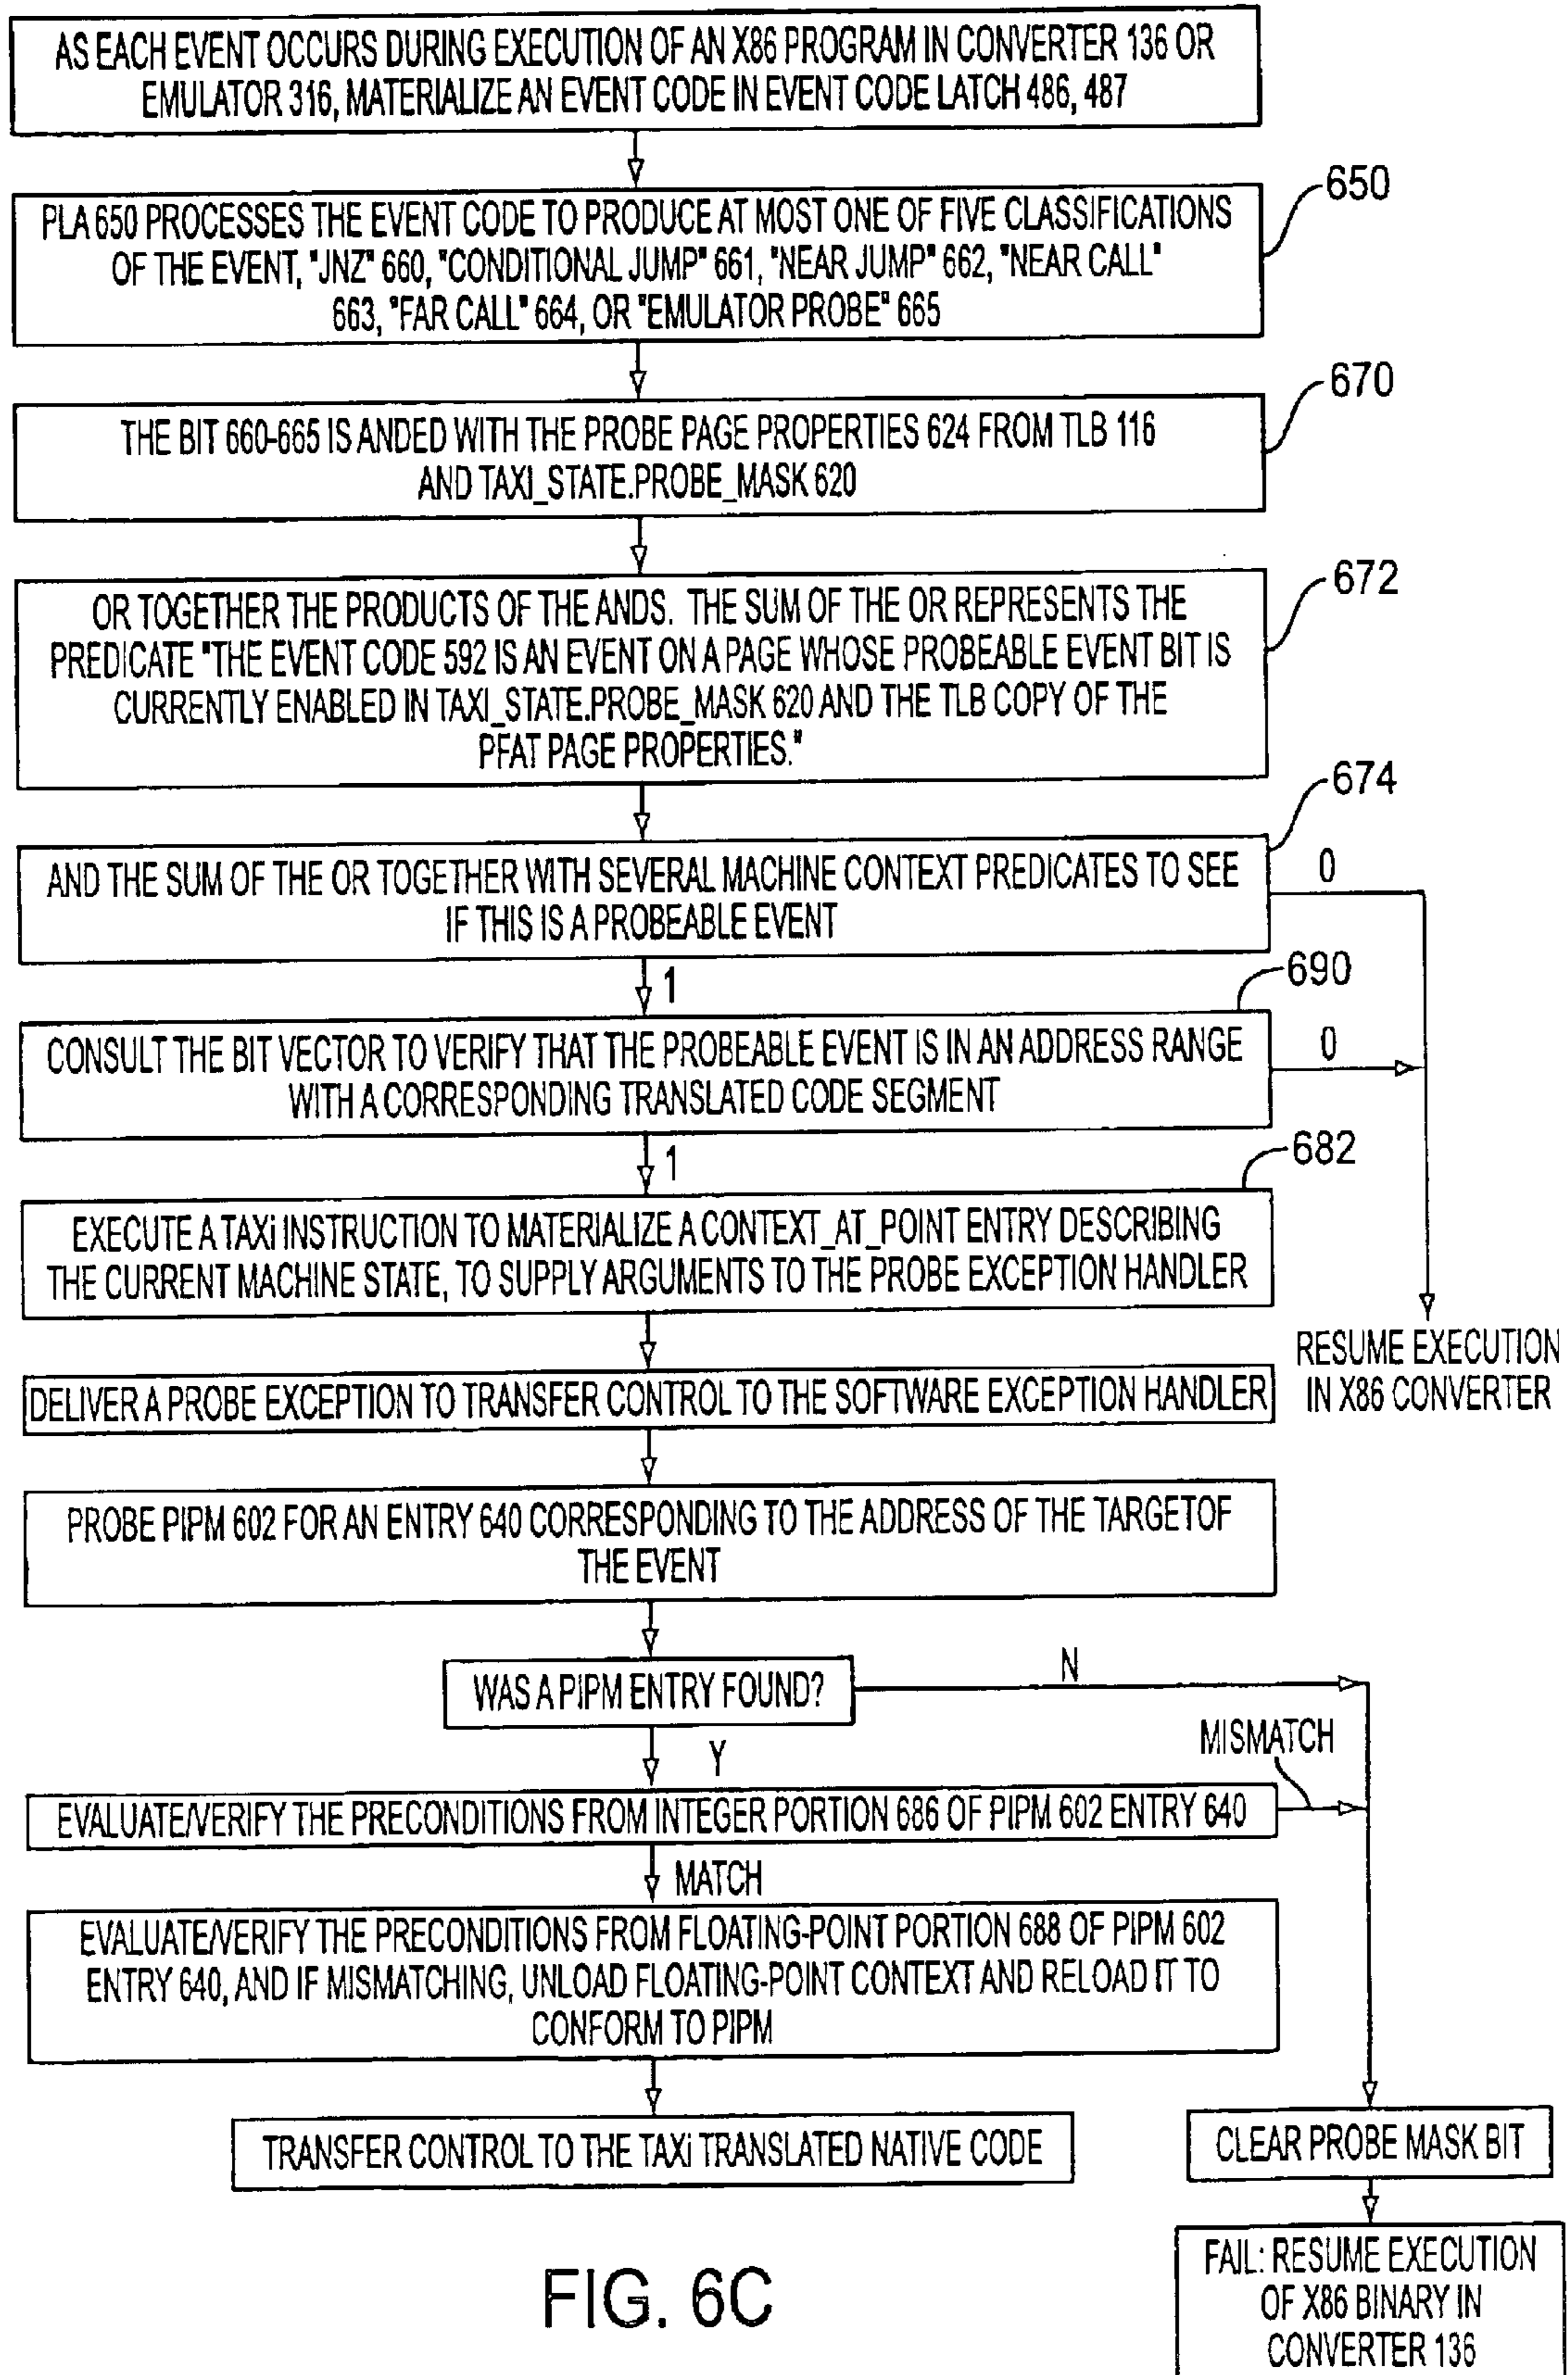 AS EACH EVENT OCCURS DURING EXECUTION OF AN X86 PROGRAM IN CONVERTER 136 OR
EMULATOR 316, MATERIALIZE AN EVENT CODE IN EVENT CODE LATCH 486, 487
650
PLA 650 PROCESSES THE EVENT CODE TO PRODUCE AT MOST ONE OF FIVE CLASSIFICATIONS
OF THE EVENT, "JNZ" 660, "CONDITIONAL JUMP" 661, "NEAR JUMP" 662, "NEAR CALL"
663, "FAR CALL" 664, OR "EMULATOR PROBE" 665
670
THE BIT 660-665 IS ANDED WITH THE PROBE PAGE PROPERTIES 624 FROM TLB 116
AND TAXI_STATE.PROBE_MASK 620
672
OR TOGETHER THE PRODUCTS OF THE ANDS. THE SUM OF THE OR REPRESENTS THE
PREDICATE "THE EVENT CODE 592 IS AN EVENT ON A PAGE WHOSE PROBEABLE EVENT BIT IS
CURRENTLY ENABLED IN TAXI_STATE.PROBE_MASK 620 AND THE TLB COPY OF THE
PFAT PAGE PROPERTIES."
674
AND THE SUM OF THE OR TOGETHER WITH SEVERAL MACHINE CONTEXT PREDICATES TO SEE
IF THIS IS A PROBEABLE EVENT
0
1
690
CONSULT THE BIT VECTOR TO VERIFY THAT THE PROBEABLE EVENT IS IN AN ADDRESS RANGE
WITH A CORRESPONDING TRANSLATED CODE SEGMENT
0
1
682
EXECUTE A TAXi INSTRUCTION TO MATERIALIZE A CONTEXT_AT_POINT ENTRY DESCRIBING
THE CURRENT MACHINE STATE, TO SUPPLY ARGUMENTS TO THE PROBE EXCEPTION HANDLER
RESUME EXECUTION
IN X86 CONVERTER
DELIVER A PROBE EXCEPTION TO TRANSFER CONTROL TO THE SOFTWARE EXCEPTION HANDLER
PROBE PIPM 602 FOR AN ENTRY 640 CORRESPONDING TO THE ADDRESS OF THE TARGETOF
THE EVENT
WAS A PIPM ENTRY FOUND?
N
Y
MISMATCH
EVALUATE/VERIFY THE PRECONDITIONS FROM INTEGER PORTION 686 OF PIPM 602 ENTRY 640
MATCH
EVALUATE/VERIFY THE PRECONDITIONS FROM FLOATING-POINT PORTION 688 OF PIPM 602
ENTRY 640, AND IF MISMATCHING, UNLOAD FLOATING-POINT CONTEXT AND RELOAD IT TO
CONFORM TO PIPM
TRANSFER CONTROL TO THE TAXi TRANSLATED NATIVE CODE
CLEAR PROBE MASK BIT
FAIL: RESUME EXECUTION
OF X86 BINARY IN
CONVERTER 136
FIG. 6C